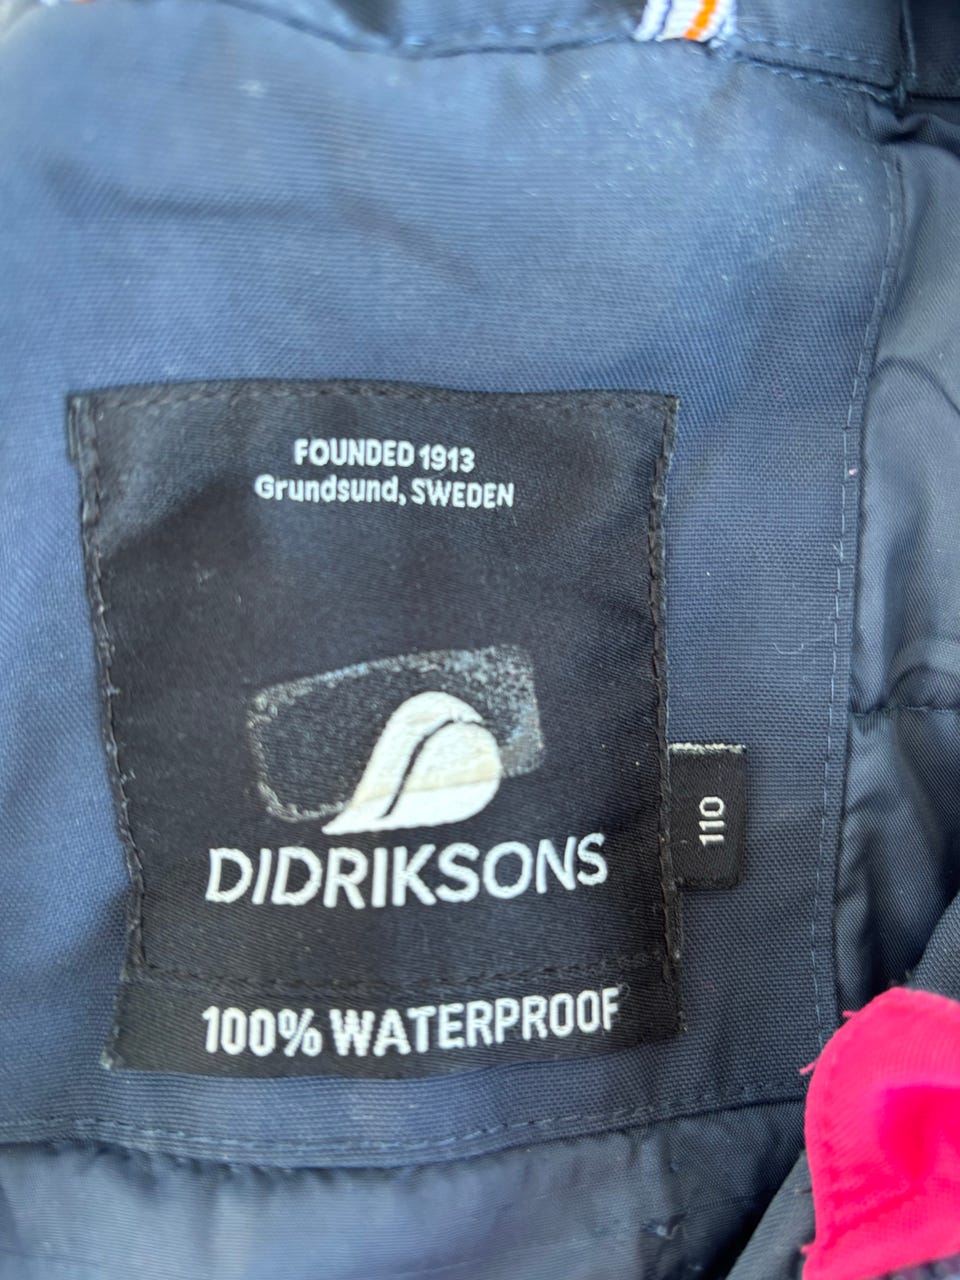 FOUNDED 1913
Grundsund, SWEDEN
DIDRIKSONS
110
100% WATERPROOF